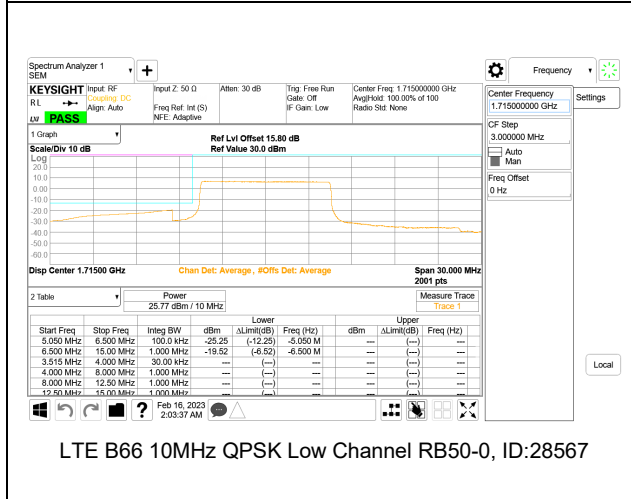 Spectrum Analyzer 1
SEM
+
Frequency
KEYSIGHT
RL
PASS
Input: RF
Coupling: DC
Align: Auto
Input Z: 50 Ω
Freq Ref: Int (S)
NFE: Adaptive
Atten: 30 dB
Trig: Free Run
Gate: Off
IF Gain: Low
Center Freq: 1.715000000 GHz
Avg|Hold: 100.00% of 100
Radio Std: None
Center Frequency
1.715000000 GHz
Settings
CF Step
3.000000 MHz
Auto
Man
Freq Offset
0 Hz
Local
1 Graph
Scale/Div 10 dB
Ref Lvl Offset 15.80 dB
Ref Value 30.0 dBm
Log
20.0
10.0
0.00
-10.0
-20.0
-30.0
-40.0
-50.0
-60.0
Disp Center 1.71500 GHz
Chan Det: Average, #Offs Det: Average
Span 30.000 MHz
2001 pts
2 Table
Power
25.77 dBm / 10 MHz
Measure Trace
Trace 1
Lower Upper
Start Freq Stop Freq Integ BW dBm ΔLimit(dB) Freq (Hz) dBm ΔLimit(dB) Freq (Hz)
5.050 MHz 6.500 MHz 100.0 kHz -25.25 (-12.25) -5.050 M --- (---) ---
6.500 MHz 15.00 MHz 1.000 MHz -19.52 (-6.52) -6.500 M --- (---) ---
3.515 MHz 4.000 MHz 30.00 kHz --- (---) --- --- (---) ---
4.000 MHz 8.000 MHz 1.000 MHz --- (---) --- --- (---) ---
8.000 MHz 12.50 MHz 1.000 MHz --- (---) --- --- (---) ---
12.50 MHz 15.00 MHz 1.000 MHz --- (---) --- --- (---) ---
?
Feb 16, 2023
2:03:37 AM
LTE B66 10MHz QPSK Low Channel RB50-0, ID:28567